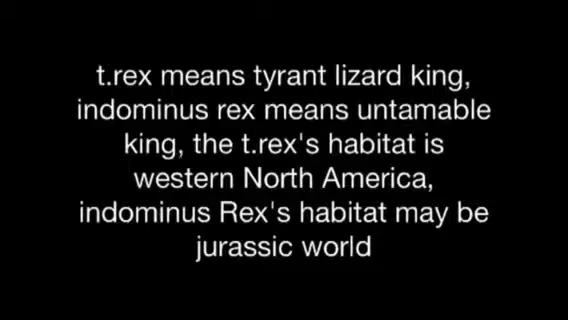 t.rex means tyrant lizard king,
indominus rex means untamable
king, the t.rex's habitat is
western North America,
indominus Rex's habitat may be
jurassic world